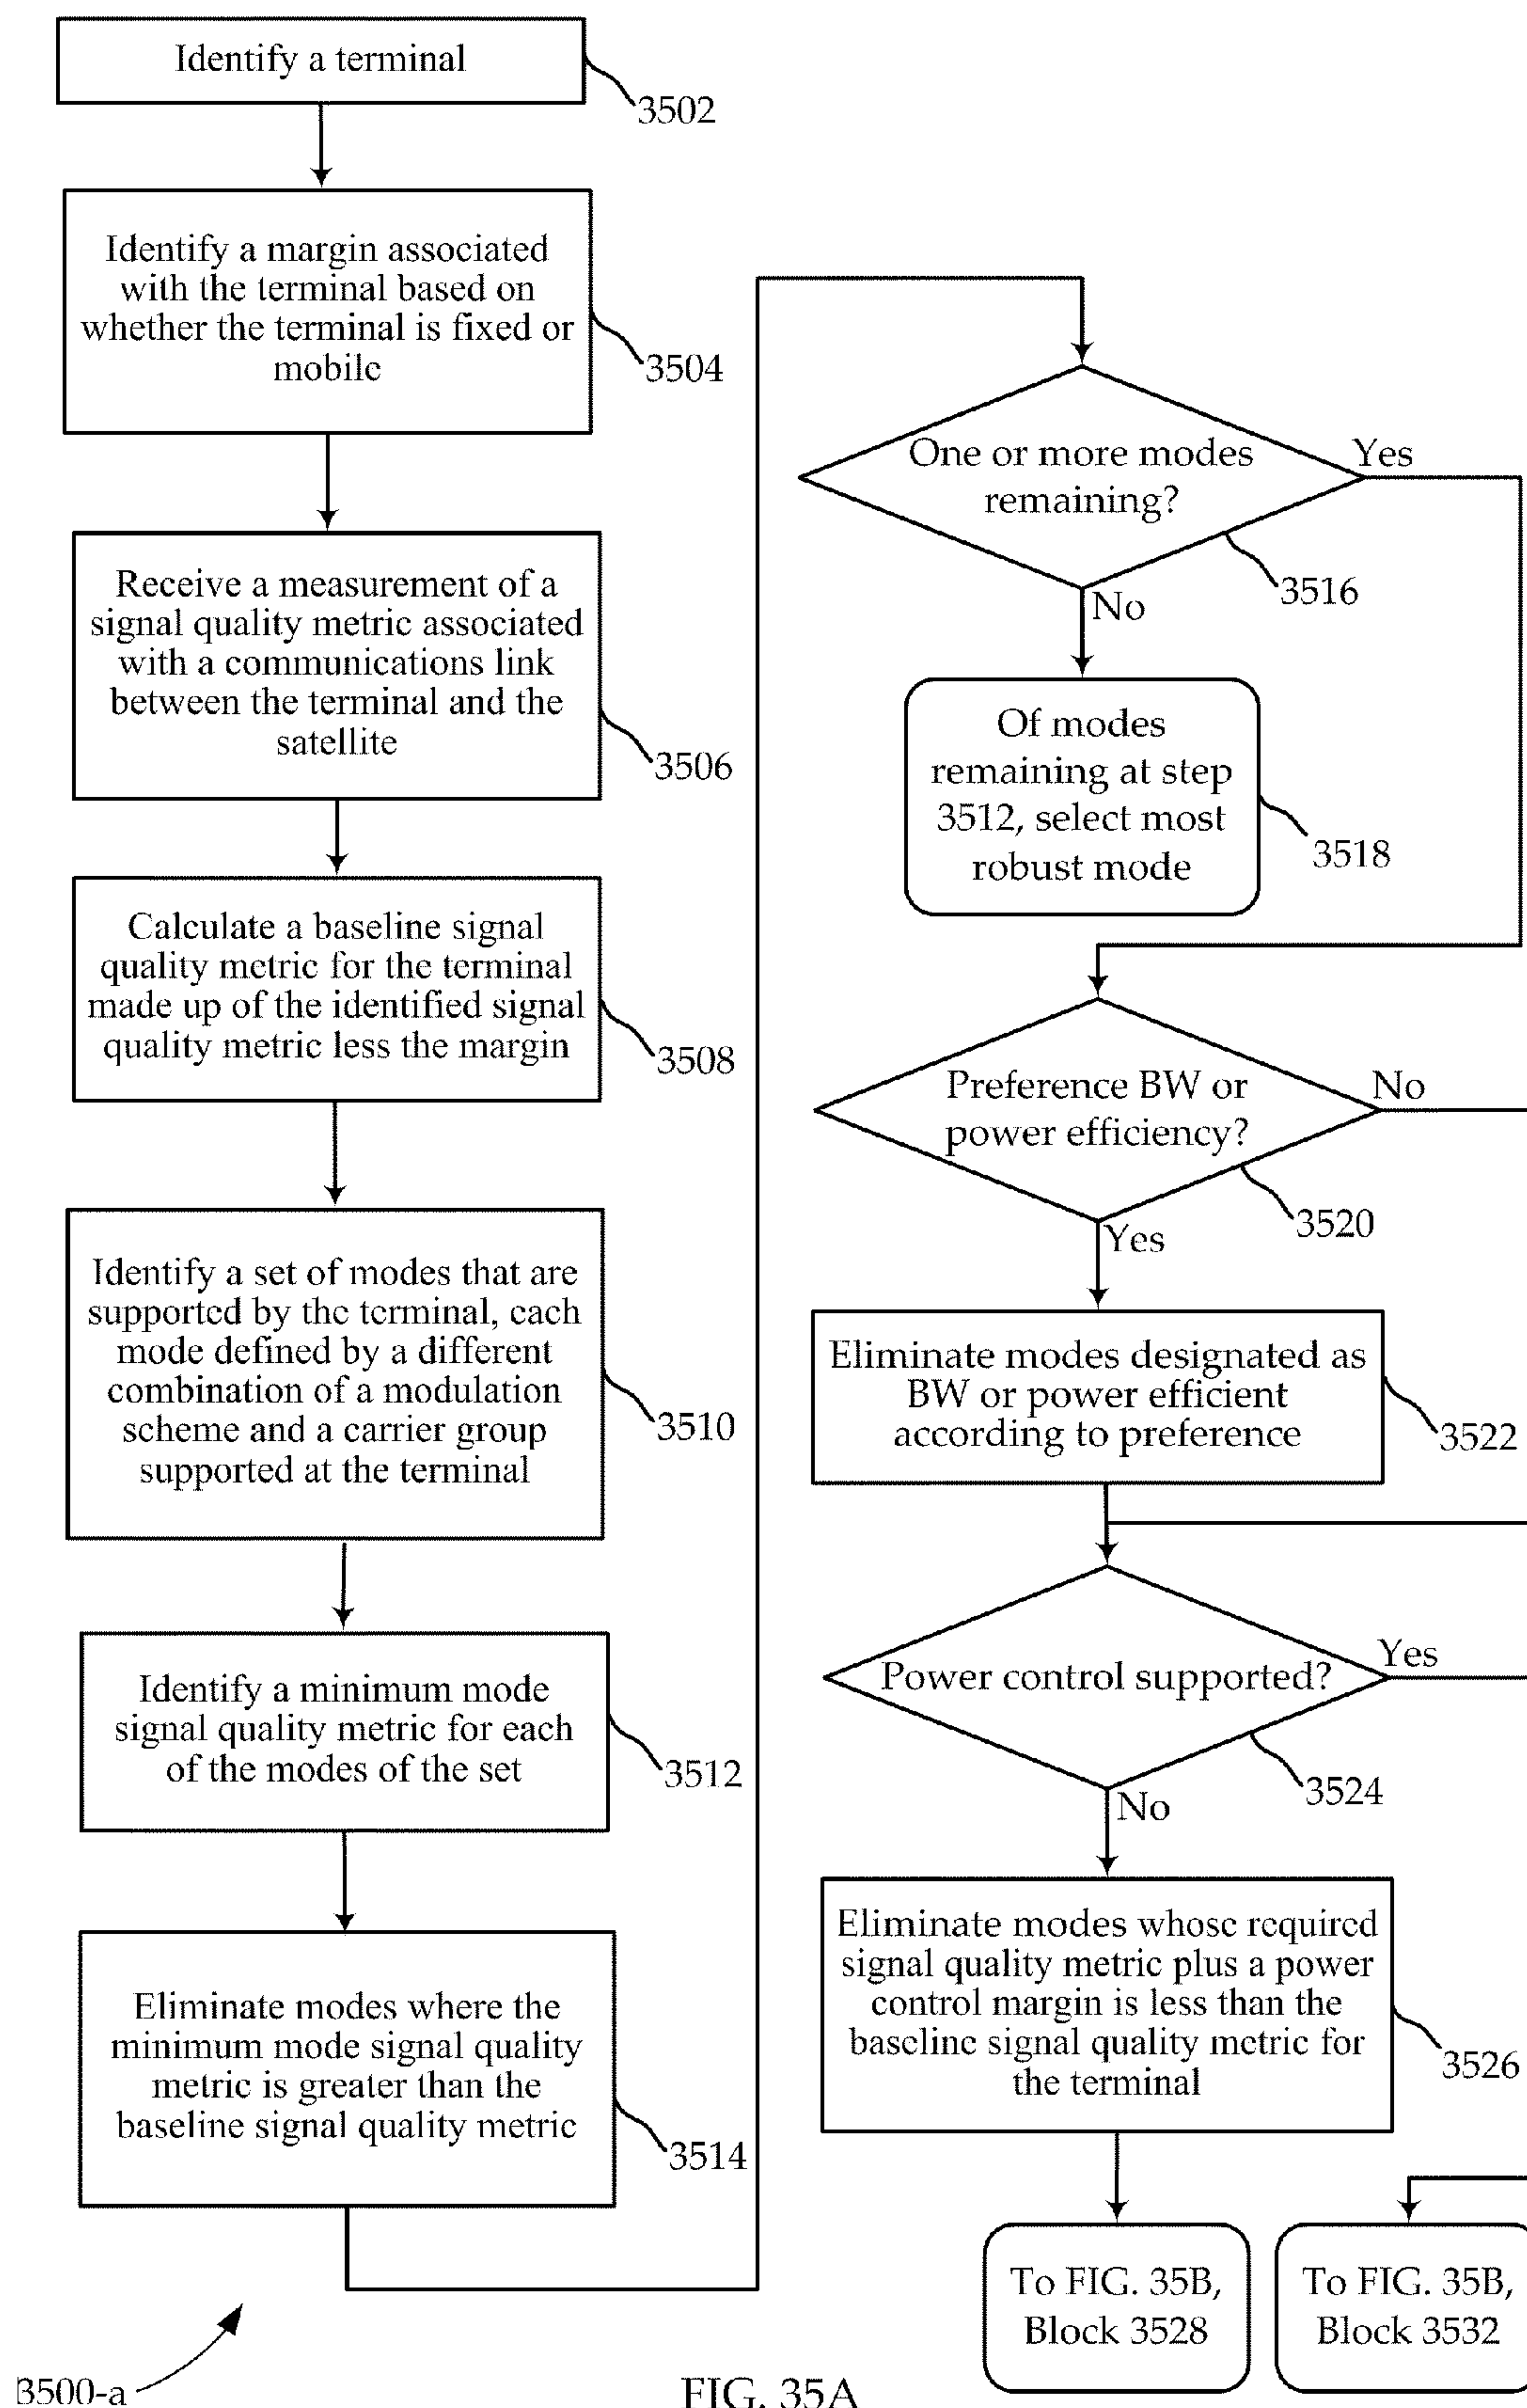 Identify a terminal
3502
Identify a margin associated
with the terminal based on
whether the terminal is fixed or
mobile
3504
Receive a measurement of a
signal quality metric associated
with a communications link
between the terminal and the
satellite
3506
Calculate a baseline signal
quality metric for the terminal
made up of the identified signal
quality metric less the margin
3508
Identify a set of modes that are
supported by the terminal, each
mode defined by a different
combination of a modulation
scheme and a carrier group
supported at the terminal
3510
Identify a minimum mode
signal quality metric for each
of the modes of the set
3512
Eliminate modes where the
minimum mode signal quality
metric is greater than the
baseline signal quality metric
3514
One or more modes
remaining?
Yes
3516
No
Of modes
remaining at step
3512, select most
robust mode
3518
Preference BW or
power efficiency?
No
3520
Yes
Eliminate modes designated as
BW or power efficient
according to preference
3522
Power control supported?
Yes
3524
No
Eliminate modes whose required
signal quality metric plus a power
control margin is less than the
baseline signal quality metric for
the terminal
3526
To FIG. 35B,
Block 3528
To FIG. 35B,
Block 3532
3500-a
FIG. 35A